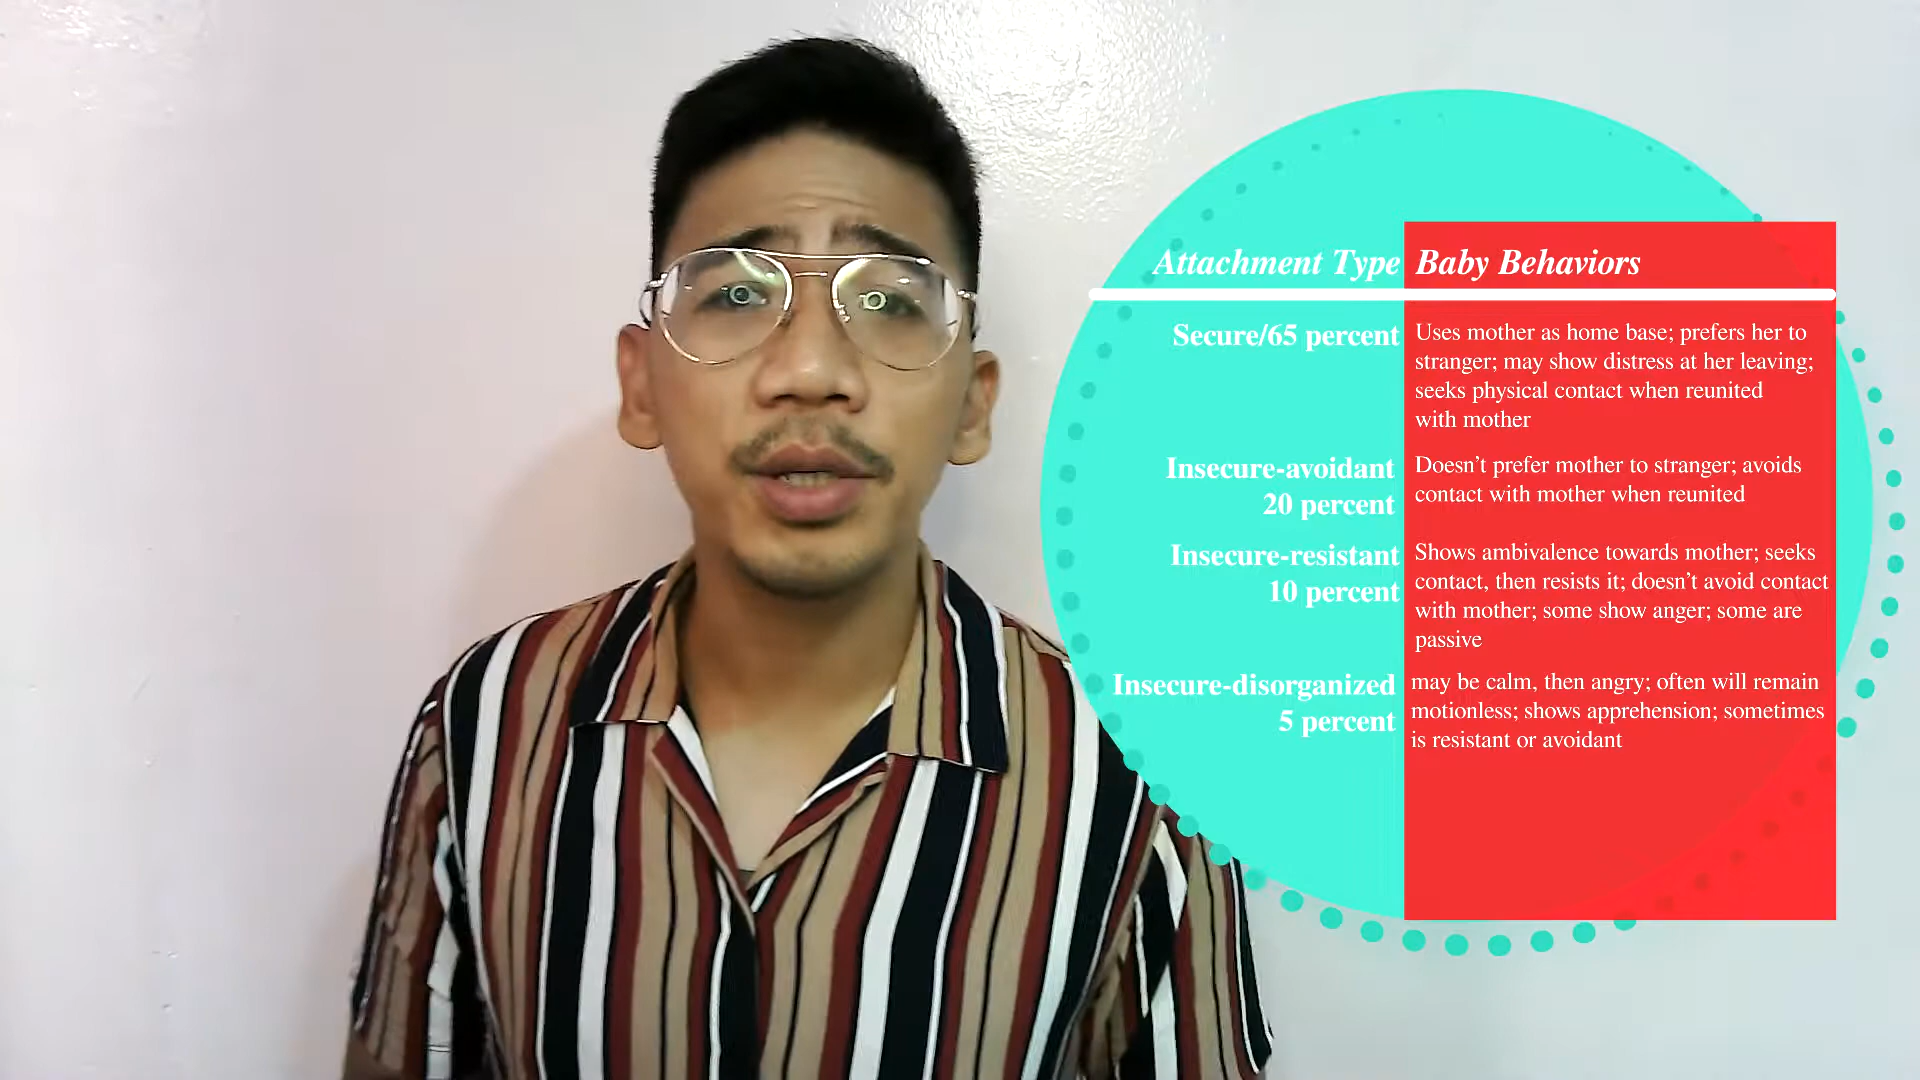 Attachment Type Baby Behaviors
Secure/65 percent
Uses mother as home base; prefers her to
stranger; may show distress at her leaving;
seeks physical contact when reunited
with mother
Insecure-avoidant
20 percent
Doesn’t prefer mother to stranger; avoids
contact with mother when reunited
Insecure-resistant
10 percent
Shows ambivalence towards mother; seeks
contact, then resists it; doesn’t avoid contact
with mother; some show anger; some are
passive
Insecure-disorganized
5 percent
may be calm, then angry; often will remain
motionless; shows apprehension; sometimes
is resistant or avoidant